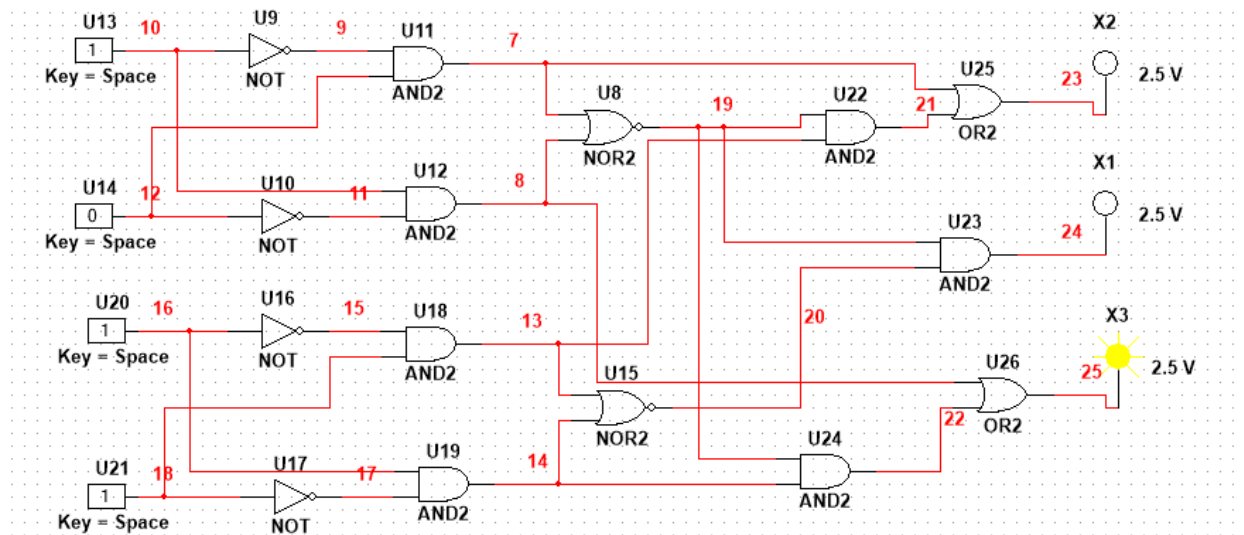 U13
10
U9
9
U11
7
X2
1
Key = Space
NOT
AND2
U8
19
U22
21
U25
23
2.5 V
OR2
NOR2
AND2
U14
12
U10
11
U12
8
X1
0
Key = Space
NOT
AND2
U23
24
2.5 V
AND2
U20
16
U16
15
U18
13
20
X3
1
Key = Space
NOT
AND2
U15
U26
25
2.5 V
NOR2
22
OR2
U21
18
U17
17
U19
14
U24
1
Key = Space
NOT
AND2
AND2